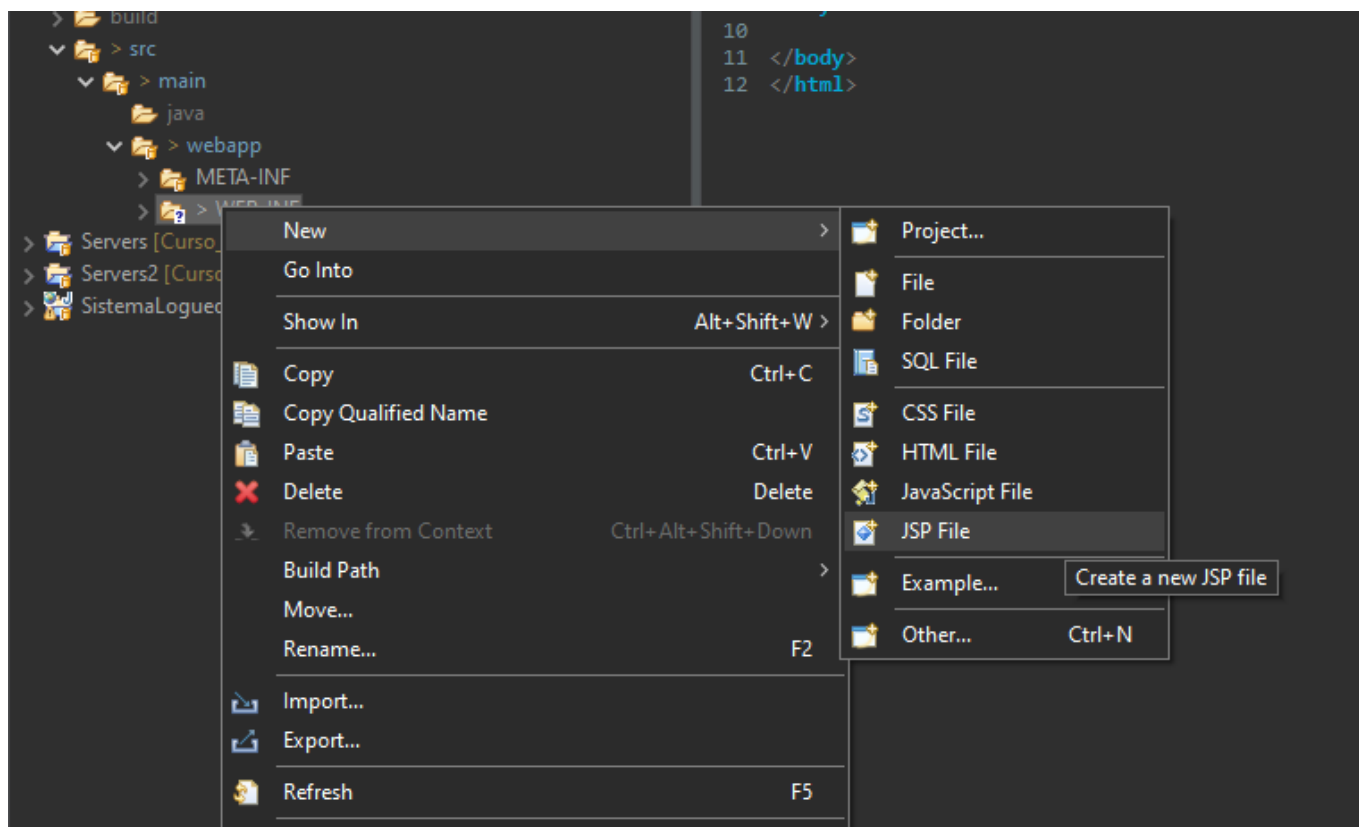 > build
> src
> main
java
> webapp
META-INF
> WEB-INF
Servers [Curso_
Servers2 [Curso
SistemaLogueo
10
11 </body>
12 </html>
New
Go Into
Show In Alt+Shift+W
Copy Ctrl+C
Copy Qualified Name
Paste Ctrl+V
Delete Delete
Remove from Context Ctrl+Alt+Shift+Down
Build Path
Move...
Rename... F2
Import...
Export...
Refresh F5
Project...
File
Folder
SQL File
CSS File
HTML File
JavaScript File
JSP File
Example...
Other... Ctrl+N
Create a new JSP file